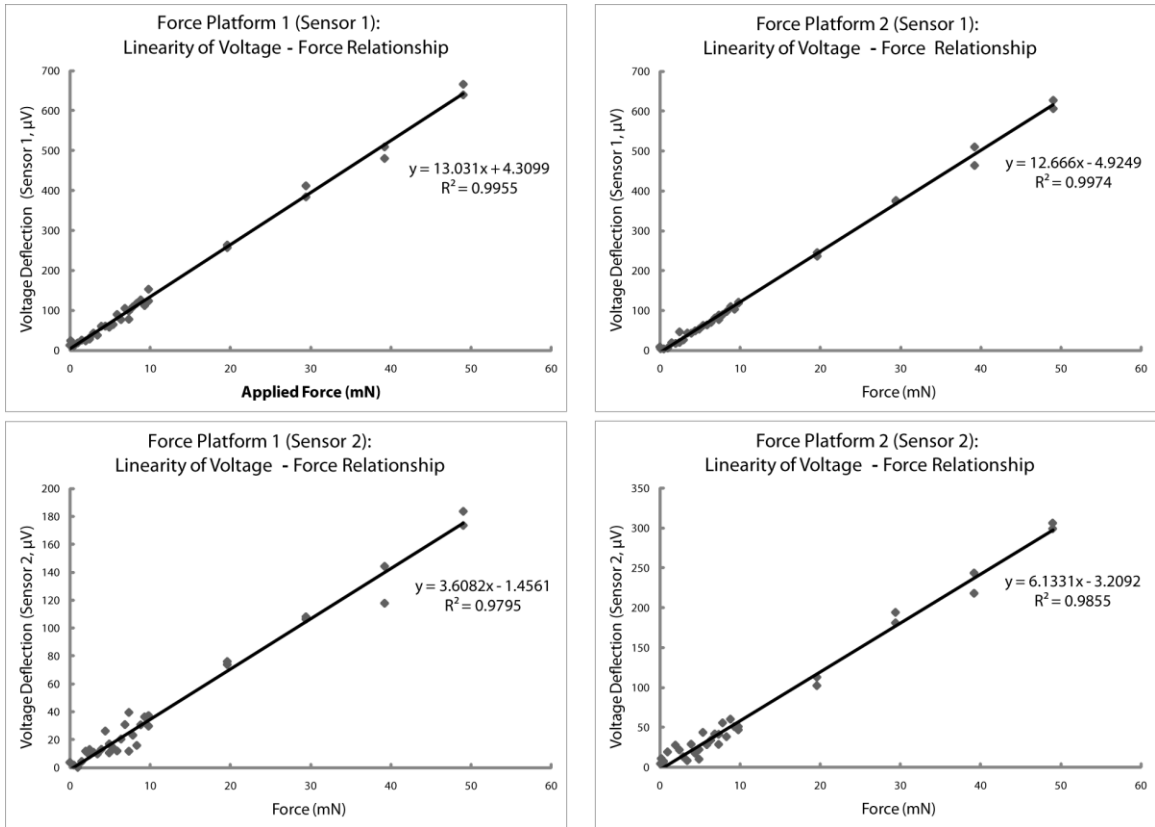 Force Platform 1 (Sensor 1):
Linearity of Voltage - Force Relationship
Voltage Deflection (Sensor 1, µV)
700
600
500
400
300
200
100
0
y = 13.031x + 4.3099
R² = 0.9955
0 10 20 30 40 50 60
Applied Force (mN)
Force Platform 2 (Sensor 1):
Linearity of Voltage - Force Relationship
Voltage Deflection (Sensor 1, µV)
700
600
500
400
300
200
100
0
y = 12.666x - 4.9249
R² = 0.9974
0 10 20 30 40 50 60
Force (mN)
Force Platform 1 (Sensor 2):
Linearity of Voltage - Force Relationship
Voltage Deflection (Sensor 2, µV)
200
180
160
140
120
100
80
60
40
20
0
y = 3.6082x - 1.4561
R² = 0.9795
0 10 20 30 40 50 60
Force (mN)
Force Platform 2 (Sensor 2):
Linearity of Voltage - Force Relationship
Voltage Deflection (Sensor 2, µV)
350
300
250
200
150
100
50
0
y = 6.1331x - 3.2092
R² = 0.9855
0 10 20 30 40 50 60
Force (mN)